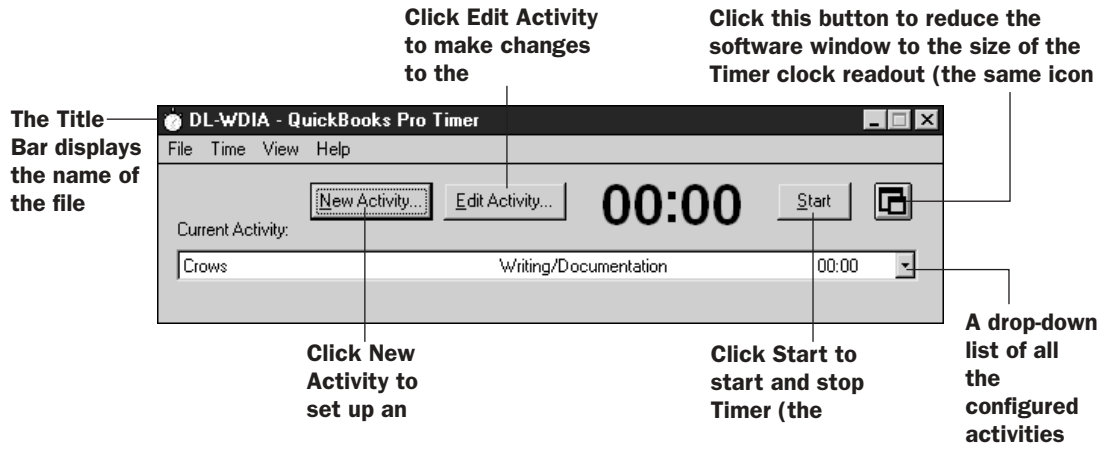 Click Edit Activity
to make changes
to the
Click this button to reduce the
software window to the size of the
Timer clock readout (the same icon
The Title
Bar displays
the name of
the file
DL-WDIA - QuickBooks Pro Timer
File Time View Help
New Activity... Edit Activity... 00:00 Start
Current Activity:
Crows Writing/Documentation 00:00
Click New
Activity to
set up an
Click Start to
start and stop
Timer (the
A drop-down
list of all
the
configured
activities